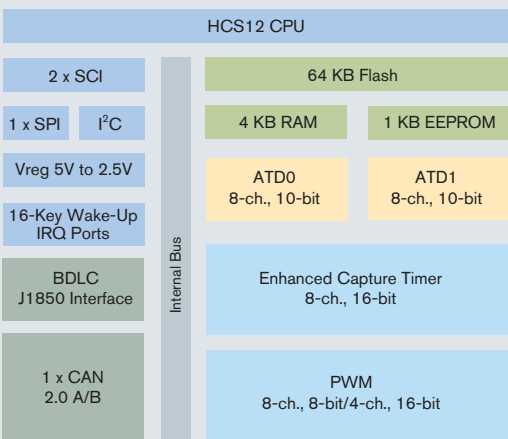 HCS12 CPU
2 x SCI
1 x SPI
I²C
Vreg 5V to 2.5V
16-Key Wake-Up
IRQ Ports
BDLC
J1850 Interface
1 x CAN
2.0 A/B
Internal Bus
64 KB Flash
4 KB RAM
1 KB EEPROM
ATD0
8-ch., 10-bit
ATD1
8-ch., 10-bit
Enhanced Capture Timer
8-ch., 16-bit
PWM
8-ch., 8-bit/4-ch., 16-bit